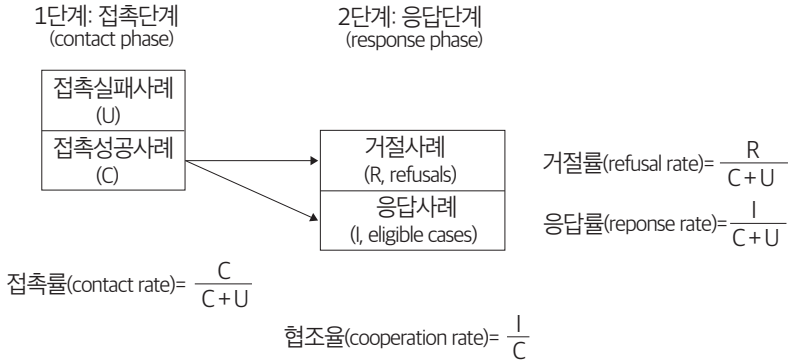 1단계: 접촉단계
(contact phase)
2단계: 응답단계
(response phase)
접촉실패사례
(U)
접촉성공사례
(C)
거절사례
(R, refusals)
응답사례
(I, eligible cases)
거절률(refusal rate)= R / C+U
응답률(reponse rate)= I / C+U
접촉률(contact rate)= C / C+U
협조율(cooperation rate)= I / C